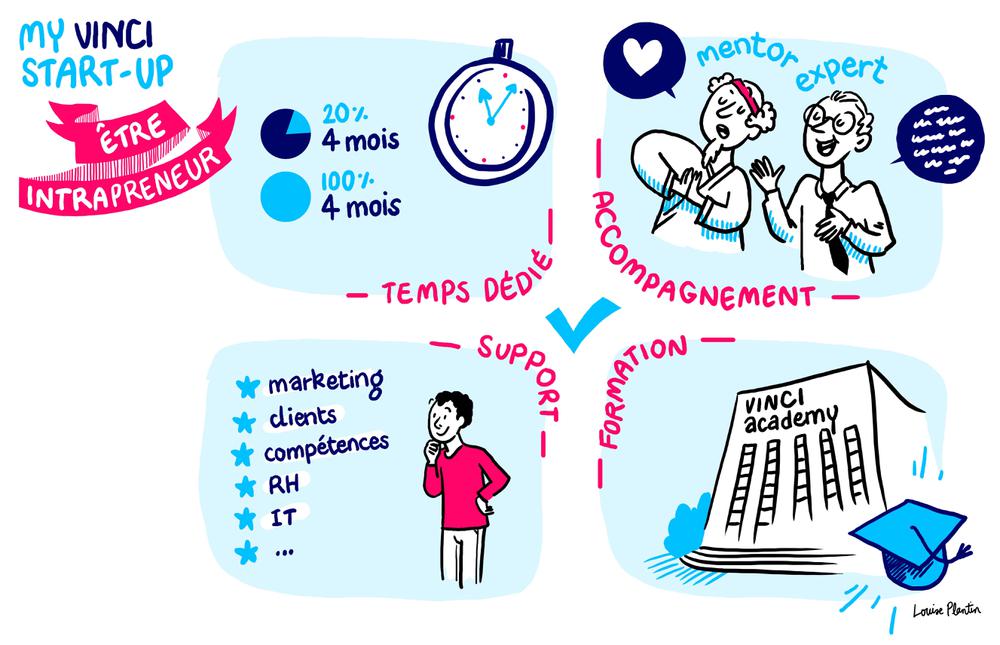 MY VINCI
START-UP
ÊTRE
INTRAPRENEUR
20%
4 mois
100%
4 mois
TEMPS DÉDIÉ
mentor
expert
ACCOMPAGNEMENT
SUPPORT
marketing
clients
compétences
RH
IT
...
FORMATION
VINCI
academy
Louise Plantin